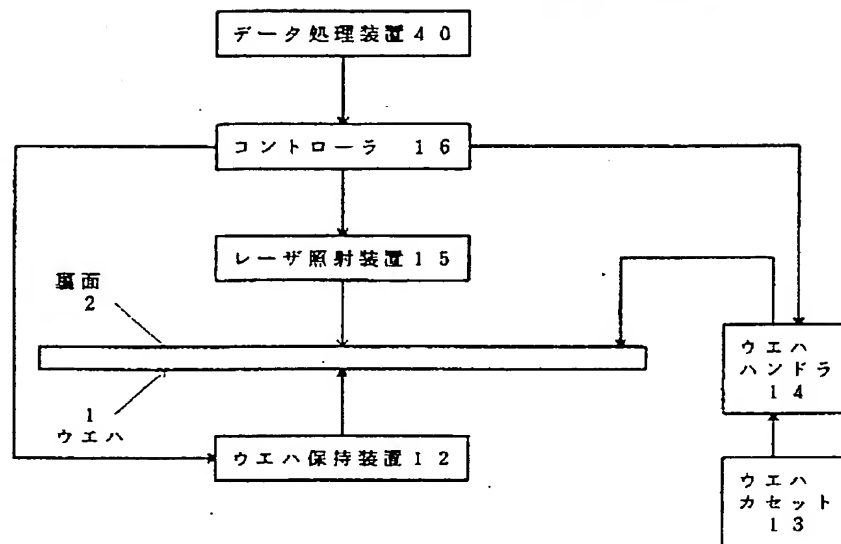 データ処理装置40
コントローラ 16
レーザ照射装置15
裏面
2
1
ウエハ
ウエハ保持装置12
ウエハ
ハンドラ
14
ウエハ
カセット
13